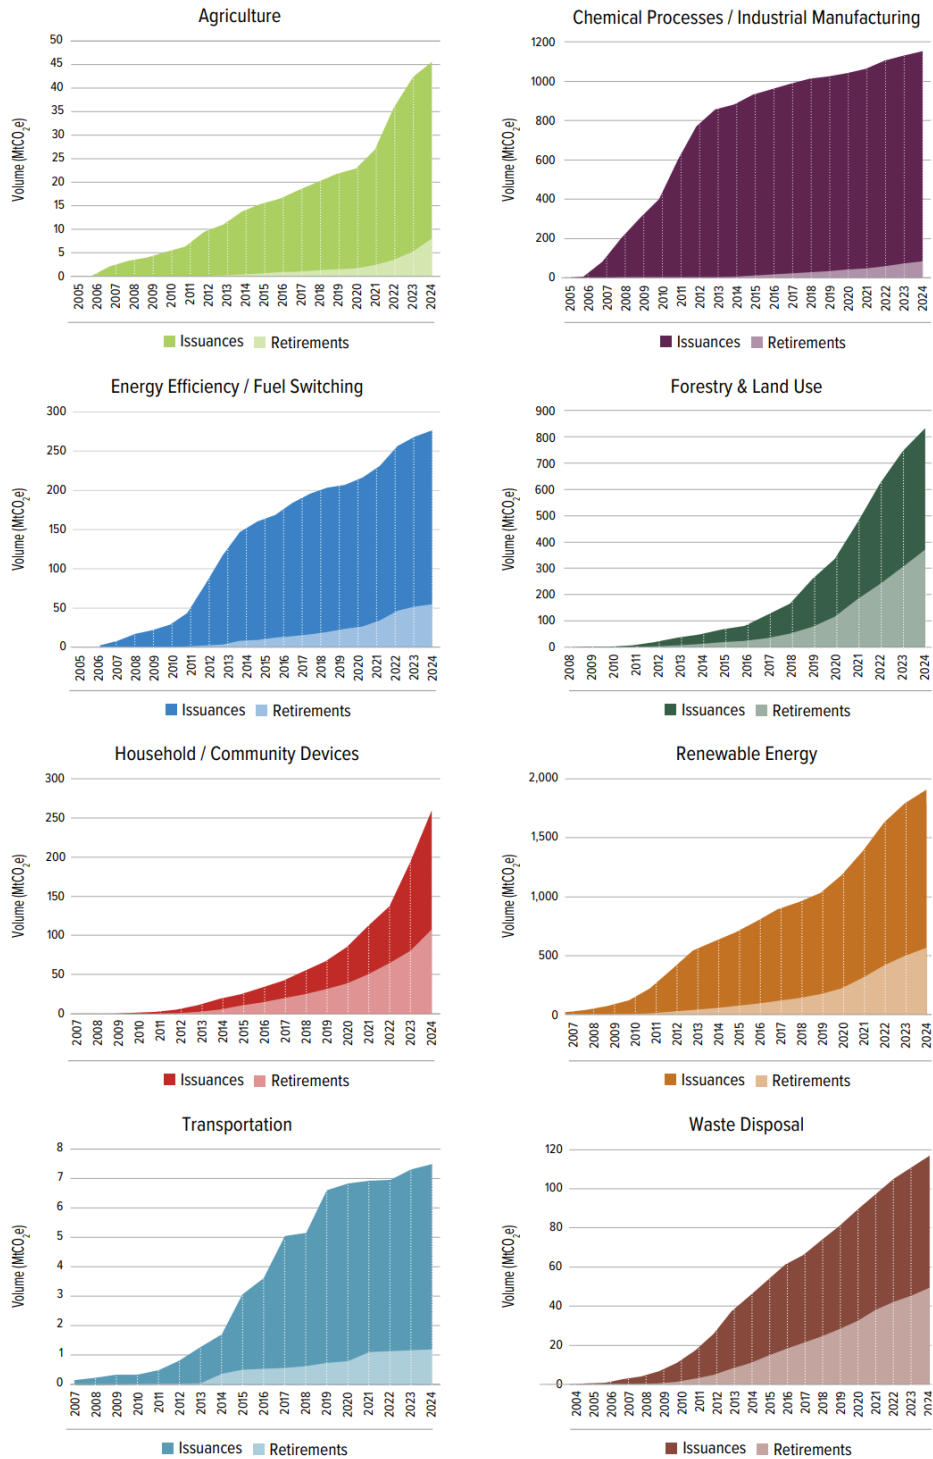 Agriculture
50
45
40
35
30
25
20
15
10
5
0
Volume (MtCO₂e)
2005 2006 2007 2008 2009 2010 2011 2012 2013 2014 2015 2016 2017 2018 2019 2020 2021 2022 2023 2024
Issuances Retirements
Chemical Processes / Industrial Manufacturing
1200
1000
800
600
400
200
0
Volume (MtCO₂e)
2005 2006 2007 2008 2009 2010 2011 2012 2013 2014 2015 2016 2017 2018 2019 2020 2021 2022 2023 2024
Issuances Retirements
Energy Efficiency / Fuel Switching
300
250
200
150
100
50
0
Volume (MtCO₂e)
2005 2006 2007 2008 2009 2010 2011 2012 2013 2014 2015 2016 2017 2018 2019 2020 2021 2022 2023 2024
Issuances Retirements
Forestry & Land Use
900
800
700
600
500
400
300
200
100
0
Volume (MtCO₂e)
2008 2009 2010 2011 2012 2013 2014 2015 2016 2017 2018 2019 2020 2021 2022 2023 2024
Issuances Retirements
Household / Community Devices
300
250
200
150
100
50
0
Volume (MtCO₂e)
2007 2008 2009 2010 2011 2012 2013 2014 2015 2016 2017 2018 2019 2020 2021 2022 2023 2024
Issuances Retirements
Renewable Energy
2,000
1,500
1,000
500
0
Volume (MtCO₂e)
2007 2008 2009 2010 2011 2012 2013 2014 2015 2016 2017 2018 2019 2020 2021 2022 2023 2024
Issuances Retirements
Transportation
8
7
6
5
4
3
2
1
0
Volume (MtCO₂e)
2007 2008 2009 2010 2011 2012 2013 2014 2015 2016 2017 2018 2019 2020 2021 2022 2023 2024
Issuances Retirements
Waste Disposal
120
100
80
60
40
20
0
Volume (MtCO₂e)
2004 2005 2006 2007 2008 2009 2010 2011 2012 2013 2014 2015 2016 2017 2018 2019 2020 2021 2022 2023 2024
Issuances Retirements